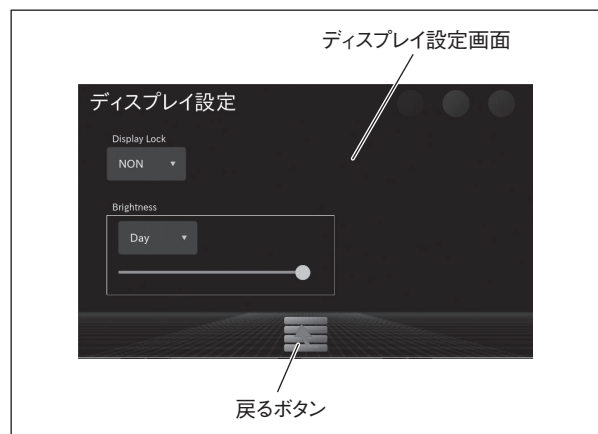 ディスプレイ設定画面
ディスプレイ設定
Display Lock
NON
Brightness
Day
戻るボタン